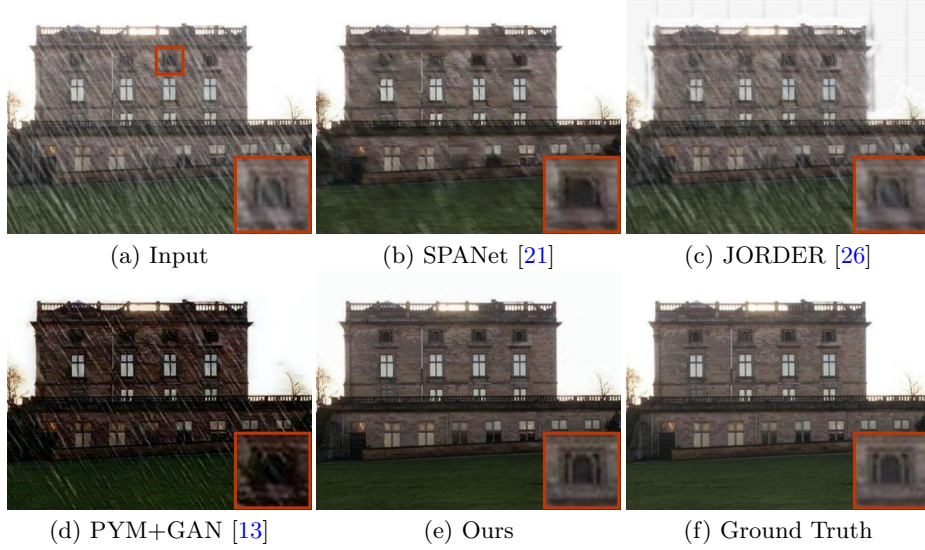 (a) Input
(b) SPANet [21]
(c) JORDER [26]
(d) PYM+GAN [13]
(e) Ours
(f) Ground Truth